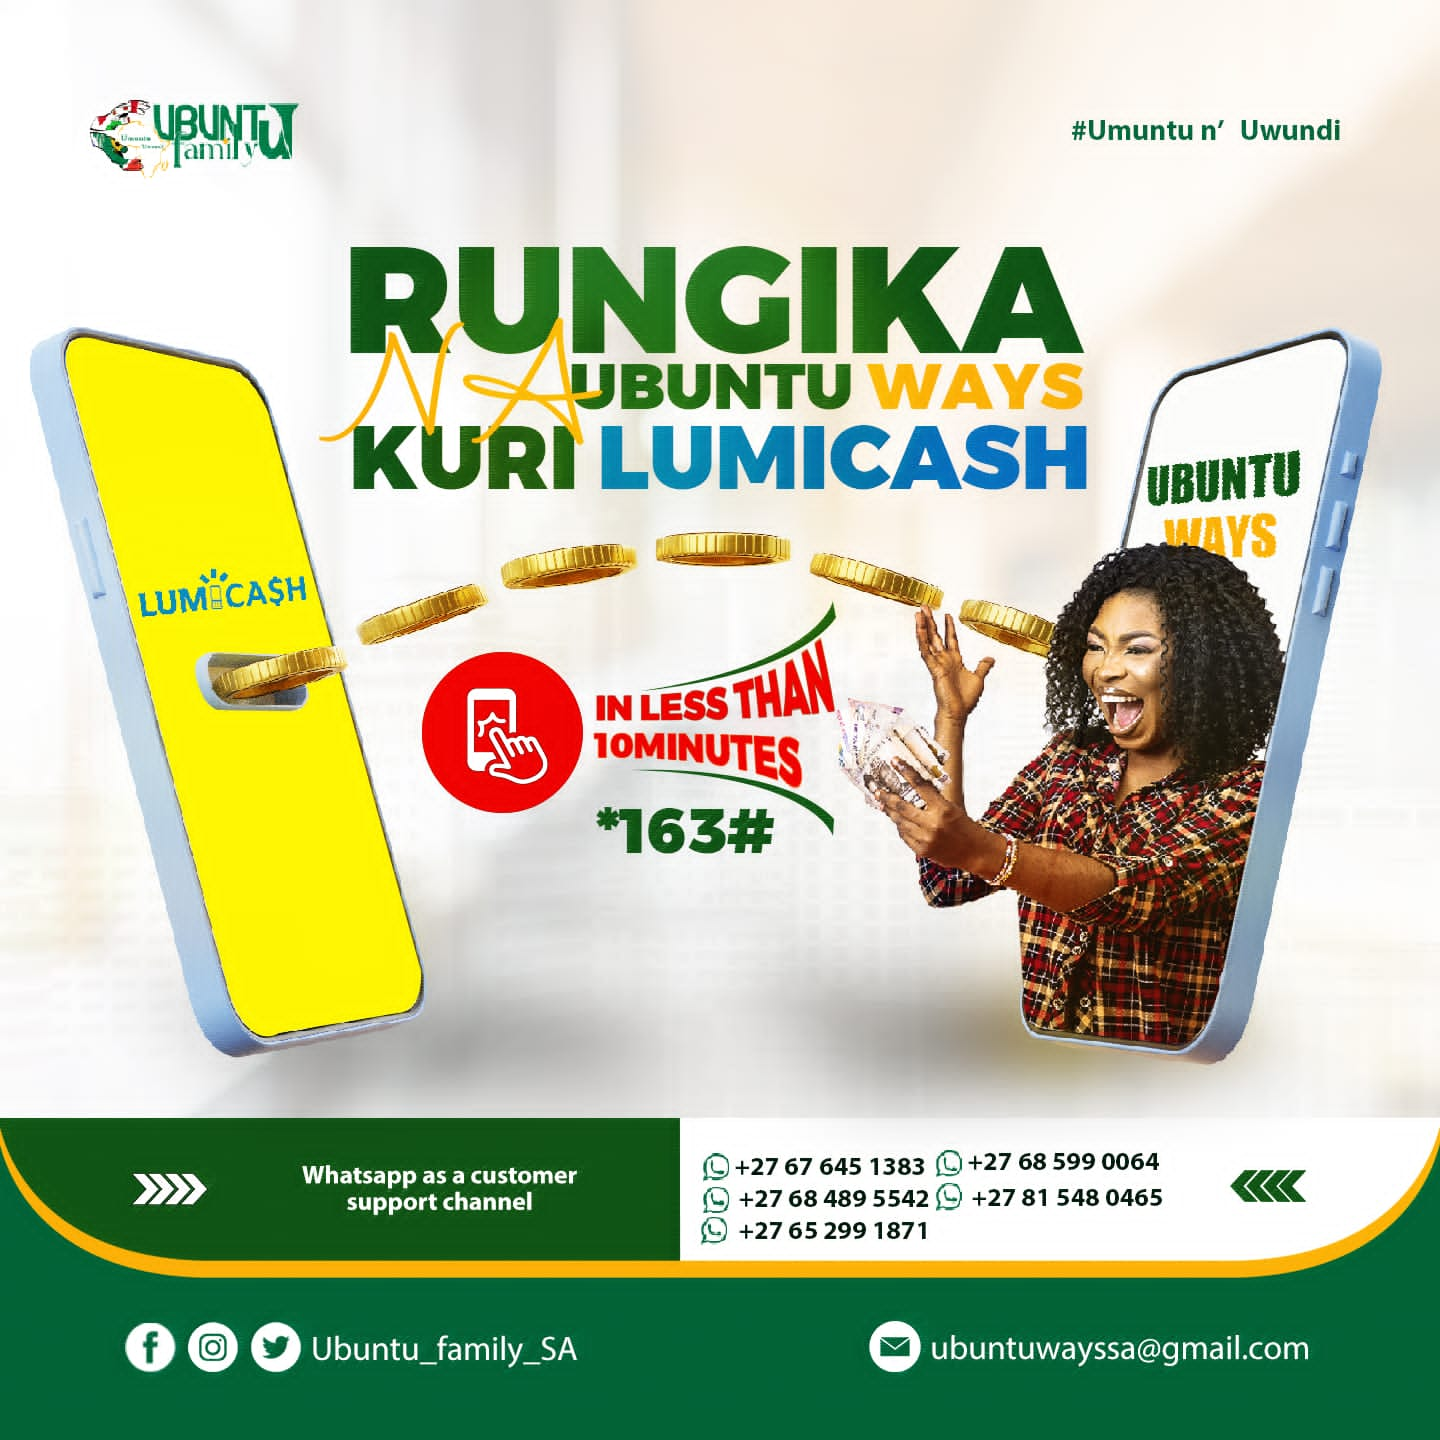 UBUNTU
family
#Umuntu n’ Uwundi
RUNGIKA
NA UBUNTU WAYS
KURI LUMICASH
LUMICA$H
UBUNTU
WAYS
IN LESS THAN
10MINUTES
*163#
Whatsapp as a customer
support channel
+27 67 645 1383 +27 68 599 0064
+27 68 489 5542 +27 81 548 0465
+27 65 299 1871
Ubuntu_family_SA
ubuntuwayssa@gmail.com